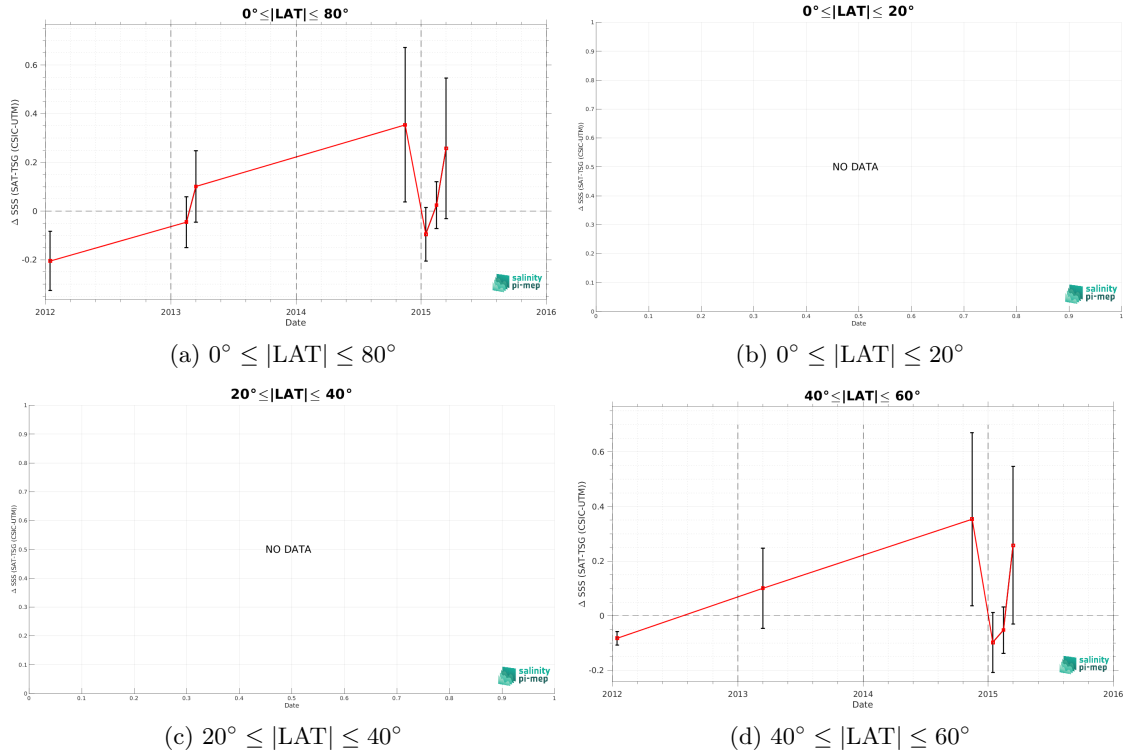 0°≤|LAT|≤ 80°
Δ SSS (SAT-TSG (CSIC-UTM))
0.6
0.4
0.2
0
-0.2
2012 2013 2014 2015 2016
Date
salinity
pi-mep
(a) 0° ≤ |LAT| ≤ 80°
0°≤|LAT|≤ 20°
Δ SSS (SAT-TSG (CSIC-UTM))
1
0.9
0.8
0.7
0.6
0.5
0.4
0.3
0.2
0.1
0
NO DATA
0 0.1 0.2 0.3 0.4 0.5 0.6 0.7 0.8 0.9 1
Date
salinity
pi-mep
(b) 0° ≤ |LAT| ≤ 20°
20°≤|LAT|≤ 40°
Δ SSS (SAT-TSG (CSIC-UTM))
1
0.9
0.8
0.7
0.6
0.5
0.4
0.3
0.2
0.1
0
NO DATA
0 0.1 0.2 0.3 0.4 0.5 0.6 0.7 0.8 0.9 1
Date
salinity
pi-mep
(c) 20° ≤ |LAT| ≤ 40°
40°≤|LAT|≤ 60°
Δ SSS (SAT-TSG (CSIC-UTM))
0.6
0.4
0.2
0
-0.2
2012 2013 2014 2015 2016
Date
salinity
pi-mep
(d) 40° ≤ |LAT| ≤ 60°